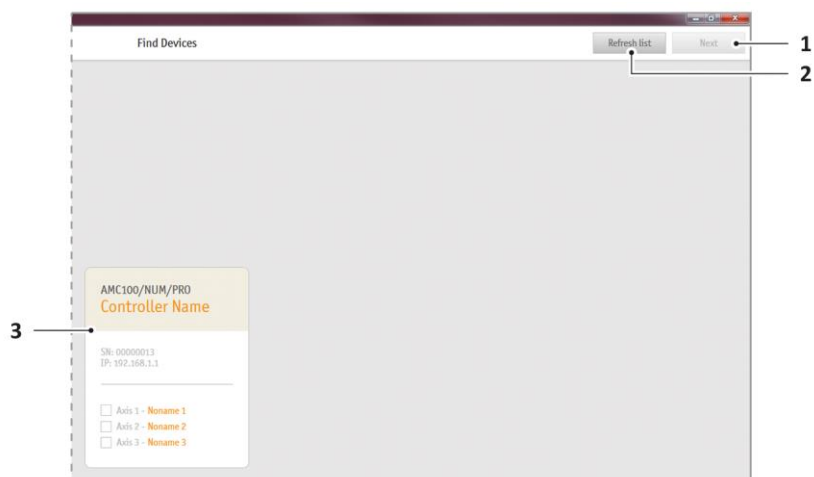 Find Devices
Refresh list
Next
1
2
AMC100/NUM/PRO
Controller Name
3
SN: 00000013
IP: 192.168.1.1
Axis 1 - Noname 1
Axis 2 - Noname 2
Axis 3 - Noname 3